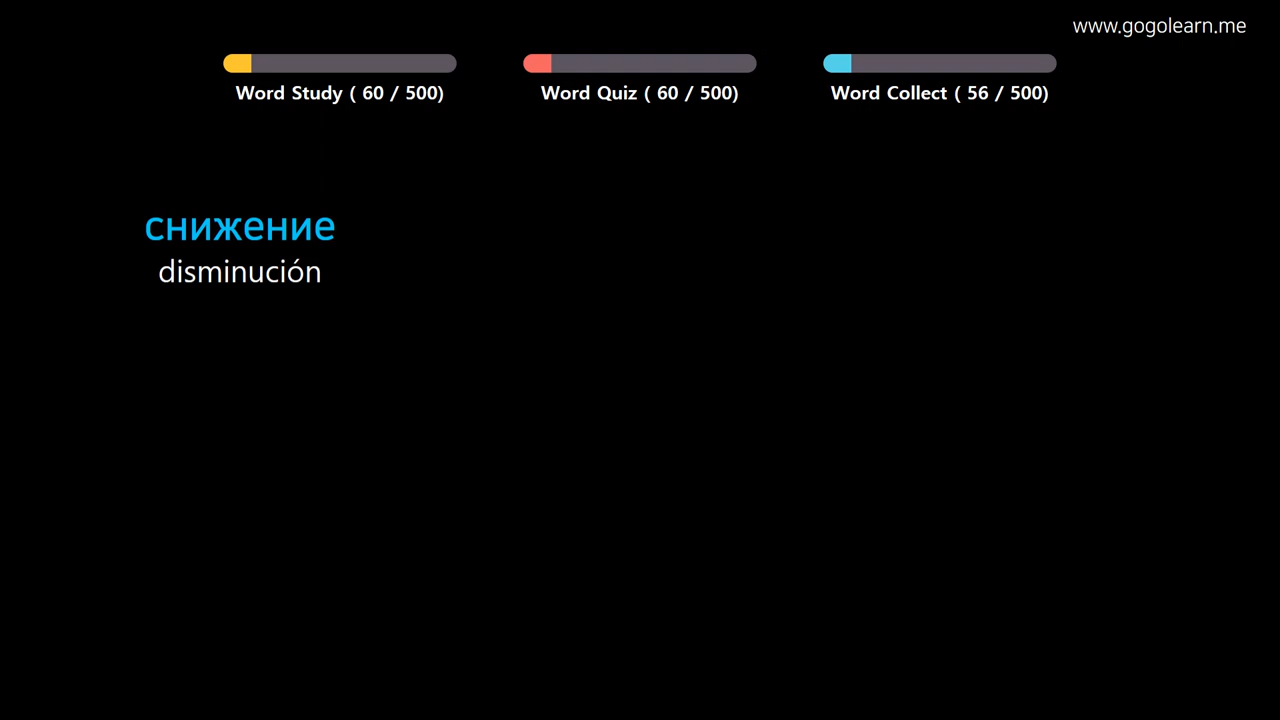 www.gogolearn.me
Word Study ( 60 / 500)
Word Quiz ( 60 / 500)
Word Collect ( 56 / 500)
снижение
disminución